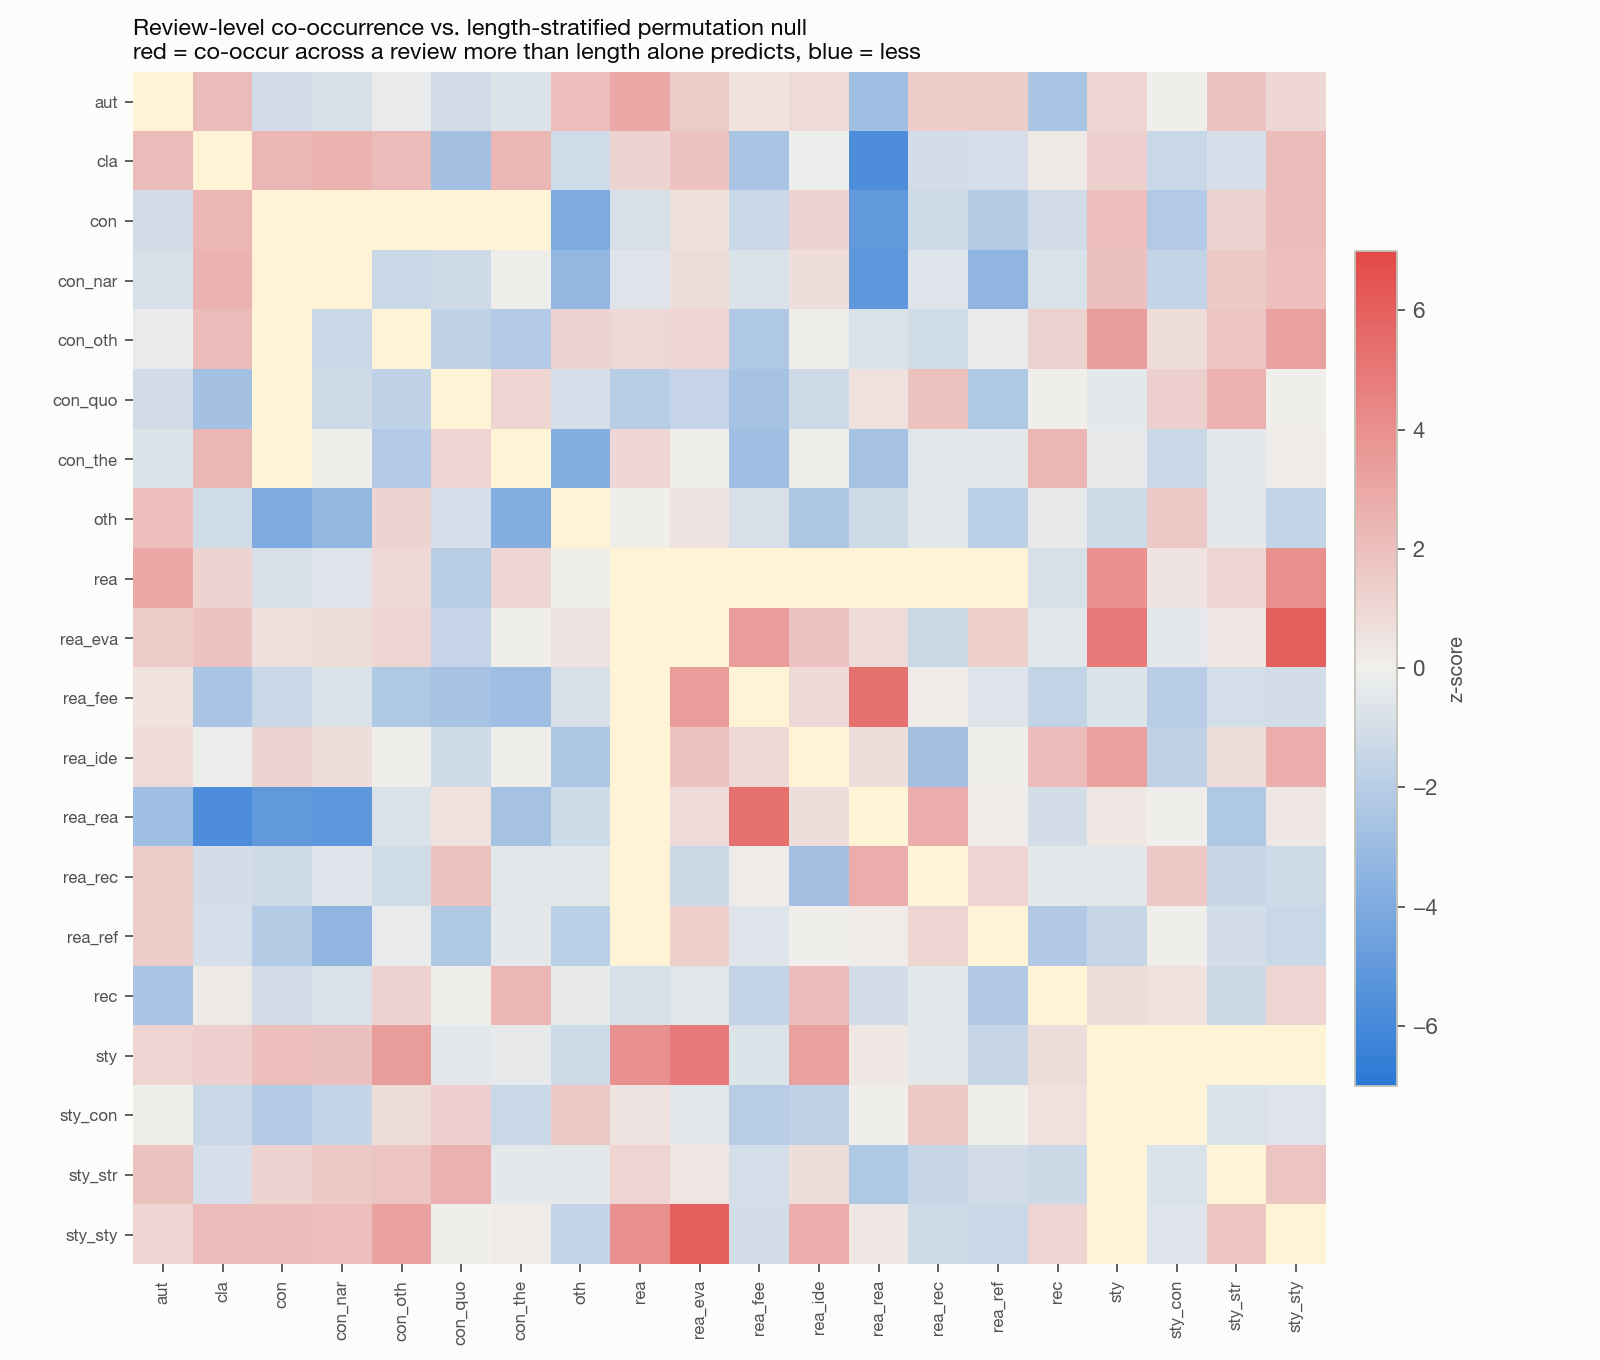 Review-level co-occurrence vs. length-stratified permutation null
red = co-occur across a review more than length alone predicts, blue = less
aut
cla
con
con_nar
con_oth
con_quo
con_the
oth
rea
rea_eva
rea_fee
rea_ide
rea_rea
rea_rec
rea_ref
rec
sty
sty_con
sty_str
sty_sty
aut
cla
con
con_nar
con_oth
con_quo
con_the
oth
rea
rea_eva
rea_fee
rea_ide
rea_rea
rea_rec
rea_ref
rec
sty
sty_con
sty_str
sty_sty
6
4
2
0
−2
−4
−6
z-score